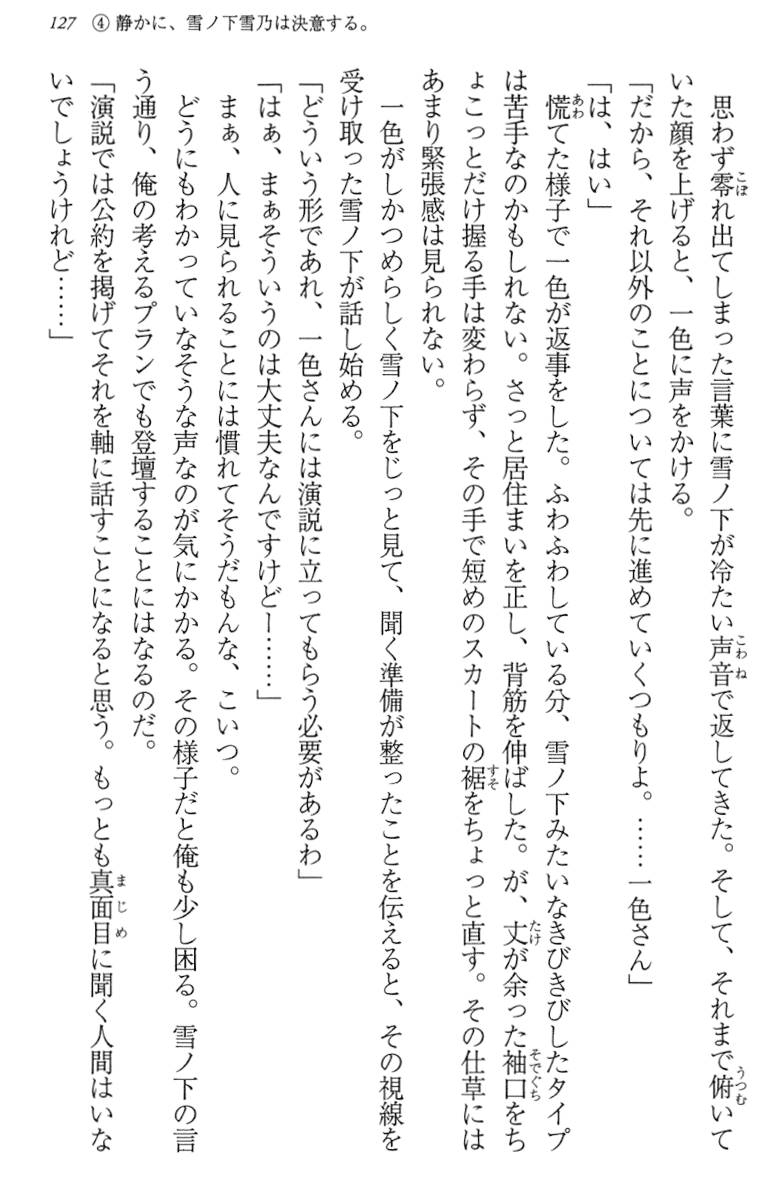 127 ④ 静かに、雪ノ下雪乃は決意する。
思わず零れ出てしまった言葉に雪ノ下が冷たい声音で返してきた。そして、それまで俯いて
いた顔を上げると、一色に声をかける。
「だから、それ以外のことについては先に進めていくつもりよ。……一色さん」
「は、はい」
慌てた様子で一色が返事をした。ふわふわしている分、雪ノ下みたいなきびきびしたタイプ
は苦手なのかもしれない。さっと居住まいを正し、背筋を伸ばした。が、丈が余った袖口をち
ょこっとだけ握る手は変わらず、その手で短めのスカートの裾をちょっと直す。その仕草には
あまり緊張感は見られない。
一色がしかつめらしく雪ノ下をじっと見て、聞く準備が整ったことを伝えると、その視線を
受け取った雪ノ下が話し始める。
「どういう形であれ、一色さんには演説に立ってもらう必要があるわ」
「はぁ、まぁそういうのは大丈夫なんですけどー……」
まぁ、人に見られることには慣れてそうだもんな、こいつ。
どうにもわかっていなそうな声なのが気にかかる。その様子だと俺も少し困る。雪ノ下の言
う通り、俺の考えるプランでも登壇することにはなるのだ。
「演説では公約を掲げてそれを軸に話すことになると思う。もっとも真面目に聞く人間はいな
いでしょうけれど……」